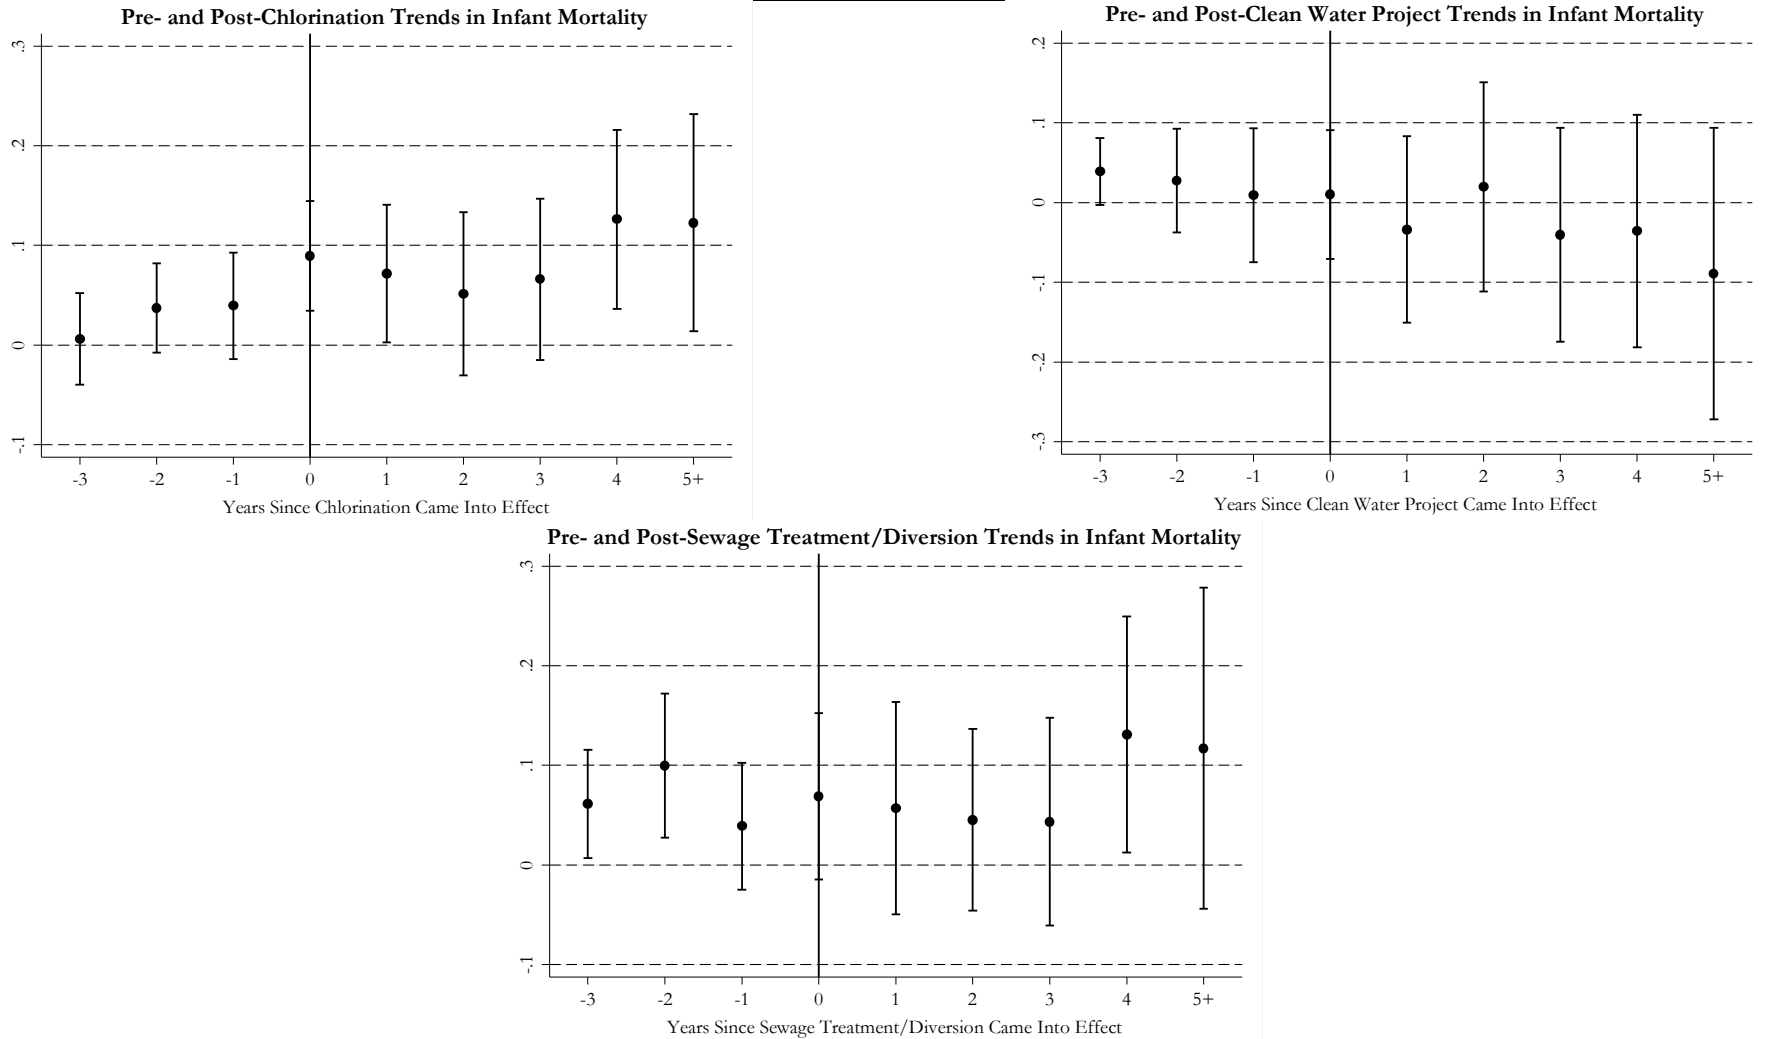 Pre- and Post-Chlorination Trends in Infant Mortality
.3
.2
.1
0
-.1
-3 -2 -1 0 1 2 3 4 5+
Years Since Chlorination Came Into Effect
Pre- and Post-Clean Water Project Trends in Infant Mortality
.2
.1
0
-.1
-.2
-.3
-3 -2 -1 0 1 2 3 4 5+
Years Since Clean Water Project Came Into Effect
Pre- and Post-Sewage Treatment/Diversion Trends in Infant Mortality
.3
.2
.1
0
-.1
-3 -2 -1 0 1 2 3 4 5+
Years Since Sewage Treatment/Diversion Came Into Effect